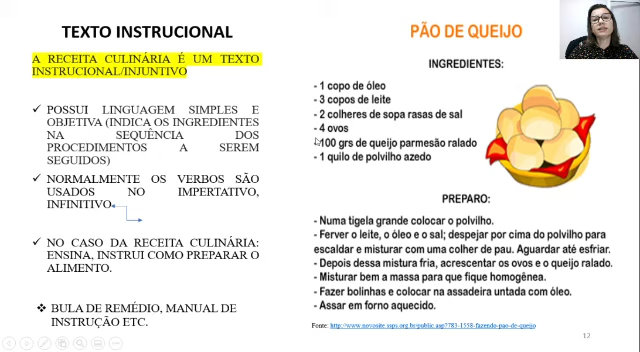 TEXTO INSTRUCIONAL
A RECEITA CULINÁRIA É UM TEXTO
INSTRUCIONAL/INJUNTIVO
✓ POSSUI LINGUAGEM SIMPLES E
OBJETIVA (INDICA OS INGREDIENTES
NA SEQUÊNCIA DOS
PROCEDIMENTOS A SEREM
SEGUIDOS)
✓ NORMALMENTE OS VERBOS SÃO
USADOS NO IMPERTATIVO,
INFINITIVO
✓ NO CASO DA RECEITA CULINÁRIA:
ENSINA, INSTRUI COMO PREPARAR O
ALIMENTO.
❖ BULA DE REMÉDIO, MANUAL DE
INSTRUÇÃO ETC.
PÃO DE QUEIJO
INGREDIENTES:
- 1 copo de óleo
- 3 copos de leite
- 2 colheres de sopa rasas de sal
- 4 ovos
- 100 grs de queijo parmesão ralado
- 1 quilo de polvilho azedo
PREPARO:
- Numa tigela grande colocar o polvilho.
- Ferver o leite, o óleo e o sal; despejar por cima do polvilho para
escaldar e misturar com uma colher de pau. Aguardar até esfriar.
- Depois dessa mistura fria, acrescentar os ovos e o queijo ralado.
- Misturar bem a massa para que fique homogênea.
- Fazer bolinhas e colocar na assadeira untada com óleo.
- Assar em forno aquecido.
Fonte: http://www.novosite.ssps.org.br/public.asp?783-1558-fazendo-pao-de-queijo
12